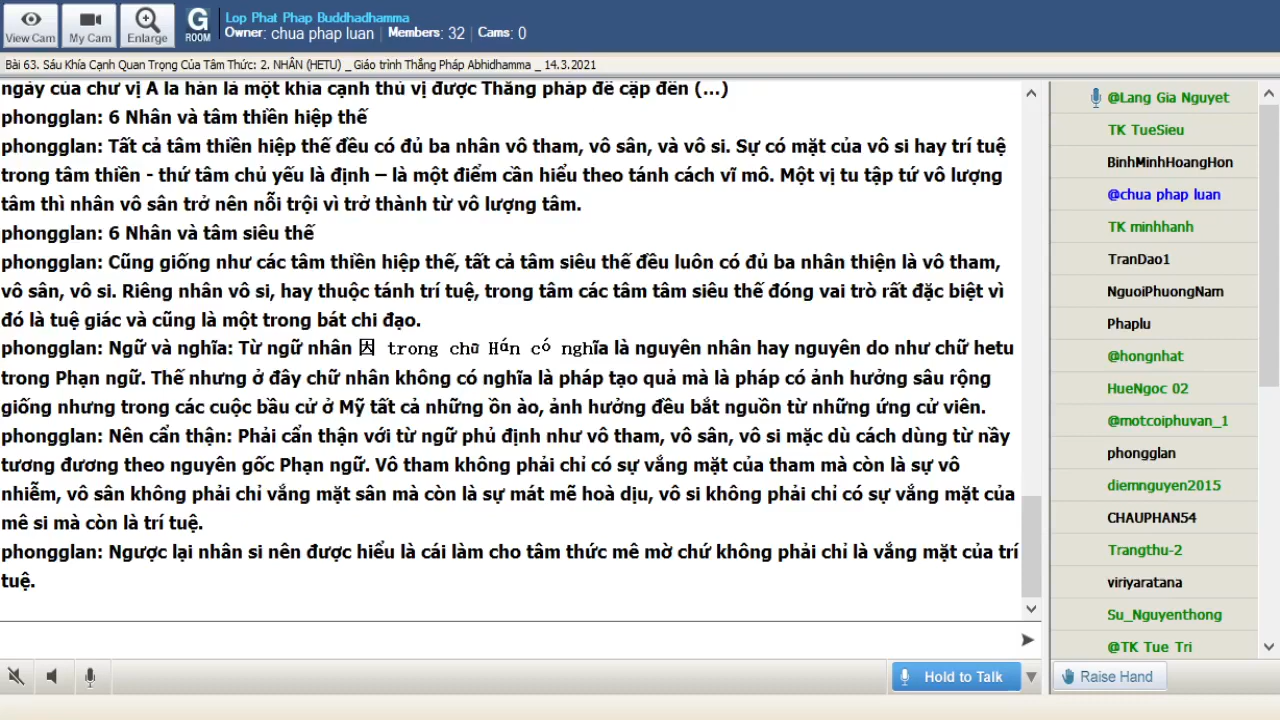 View Cam
My Cam
Enlarge
G
ROOM
Lop Phat Phap Buddhadhamma
Owner: chua phap luan
Members: 32
Cams: 0
Bài 63. Sáu Khía Cạnh Quan Trọng Của Tâm Thức: 2. NHÂN (HETU) _ Giáo trình Thắng Pháp Abhidhamma _ 14.3.2021
ngày của chư vị A la hán là một khía cạnh thú vị được Thắng pháp đề cập đến (...)
phongglan: 6 Nhân và tâm thiền hiệp thế
phongglan: Tất cả tâm thiền hiệp thế đều có đủ ba nhân vô tham, vô sân, và vô si. Sự có mặt của vô si hay trí tuệ
trong tâm thiền - thứ tâm chủ yếu là định – là một điểm cần hiểu theo tánh cách vĩ mô. Một vị tu tập tứ vô lượng
tâm thì nhân vô sân trở nên nỗi trội vì trở thành từ vô lượng tâm.
phongglan: 6 Nhân và tâm siêu thế
phongglan: Cũng giống như các tâm thiền hiệp thế, tất cả tâm siêu thế đều luôn có đủ ba nhân thiện là vô tham,
vô sân, vô si. Riêng nhân vô si, hay thuộc tánh trí tuệ, trong tâm các tâm tâm siêu thế đóng vai trò rất đặc biệt vì
đó là tuệ giác và cũng là một trong bát chi đạo.
phongglan: Ngữ và nghĩa: Từ ngữ nhân 因 trong chữ Hán có nghĩa là nguyên nhân hay nguyên do như chữ hetu
trong Phạn ngữ. Thế nhưng ở đây chữ nhân không có nghĩa là pháp tạo quả mà là pháp có ảnh hưởng sâu rộng
giống nhưng trong các cuộc bầu cử ở Mỹ tất cả những ồn ào, ảnh hưởng đều bắt nguồn từ những ứng cử viên.
phongglan: Nên cẩn thận: Phải cẩn thận với từ ngữ phủ định như vô tham, vô sân, vô si mặc dù cách dùng từ nầy
tương đương theo nguyên gốc Phạn ngữ. Vô tham không phải chỉ có sự vắng mặt của tham mà còn là sự vô
nhiễm, vô sân không phải chỉ vắng mặt sân mà còn là sự mát mẽ hoà dịu, vô si không phải chỉ có sự vắng mặt của
mê si mà còn là trí tuệ.
phongglan: Ngược lại nhân si nên được hiểu là cái làm cho tâm thức mê mờ chứ không phải chỉ là vắng mặt của trí
tuệ.
@Lang Gia Nguyet
TK TueSieu
BinhMinhHoangHon
@chua phap luan
TK minhhanh
TranDao1
NguoiPhuongNam
Phaplu
@hongnhat
HueNgoc 02
@motcoiphuvan_1
phongglan
diemnguyen2015
CHAUPHAN54
Trangthu-2
viriyaratana
Su_Nguyenthong
@TK Tue Tri
Hold to Talk
Raise Hand